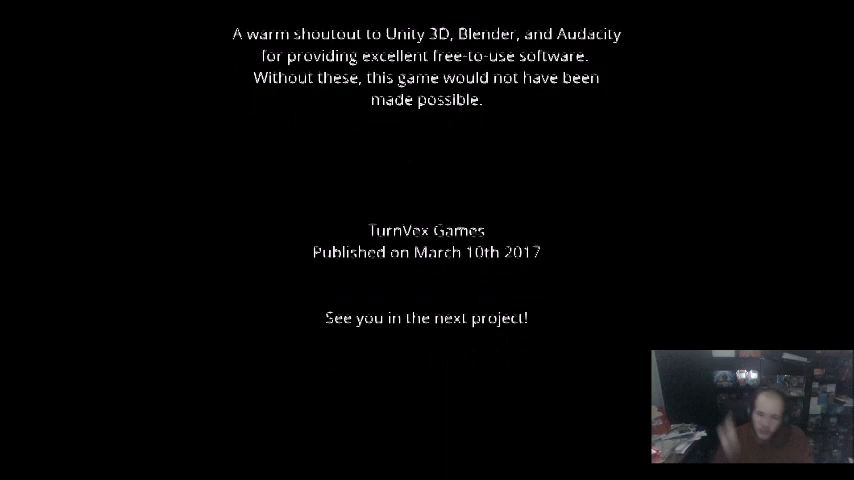 A warm shoutout to Unity 3D, Blender, and Audacity
for providing excellent free-to-use software.
Without these, this game would not have been
made possible.
TurnVex Games
Published on March 10th 2017
See you in the next project!